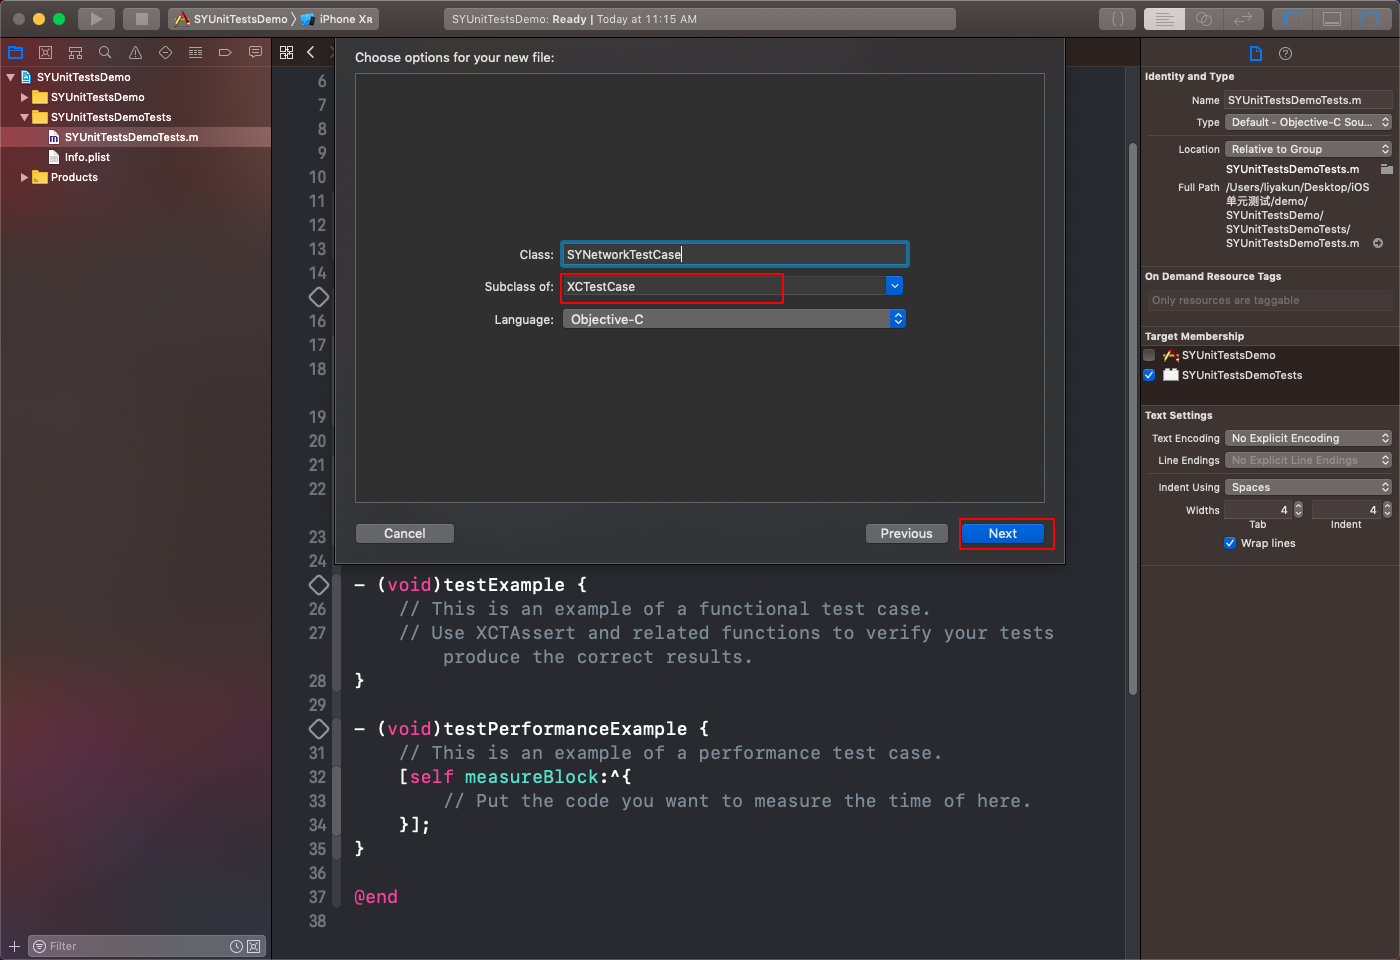 SYUnitTestsDemo 〉 iPhone Xʀ
SYUnitTestsDemo: Ready | Today at 11:15 AM
{}
SYUnitTestsDemo
SYUnitTestsDemo
SYUnitTestsDemoTests
m SYUnitTestsDemoTests.m
Info.plist
Products
Filter
Choose options for your new file:
Class: SYNetworkTestCase
Subclass of: XCTestCase
Language: Objective-C
Cancel
Previous
Next
6
7
8
9
10
11
12
13
14
16
17
18
19
20
21
22
23
24
- (void)testExample {
26 // This is an example of a functional test case.
27 // Use XCTAssert and related functions to verify your tests
produce the correct results.
28 }
29
- (void)testPerformanceExample {
31 // This is an example of a performance test case.
32 [self measureBlock:^{
33 // Put the code you want to measure the time of here.
34 }];
35 }
36
37 @end
38
Identity and Type
Name SYUnitTestsDemoTests.m
Type Default - Objective-C Sou...
Location Relative to Group
SYUnitTestsDemoTests.m
Full Path /Users/liyakun/Desktop/iOS
单元测试/demo/
SYUnitTestsDemo/
SYUnitTestsDemoTests/
SYUnitTestsDemoTests.m
On Demand Resource Tags
Only resources are taggable
Target Membership
SYUnitTestsDemo
SYUnitTestsDemoTests
Text Settings
Text Encoding No Explicit Encoding
Line Endings No Explicit Line Endings
Indent Using Spaces
Widths 4 4
Tab Indent
Wrap lines